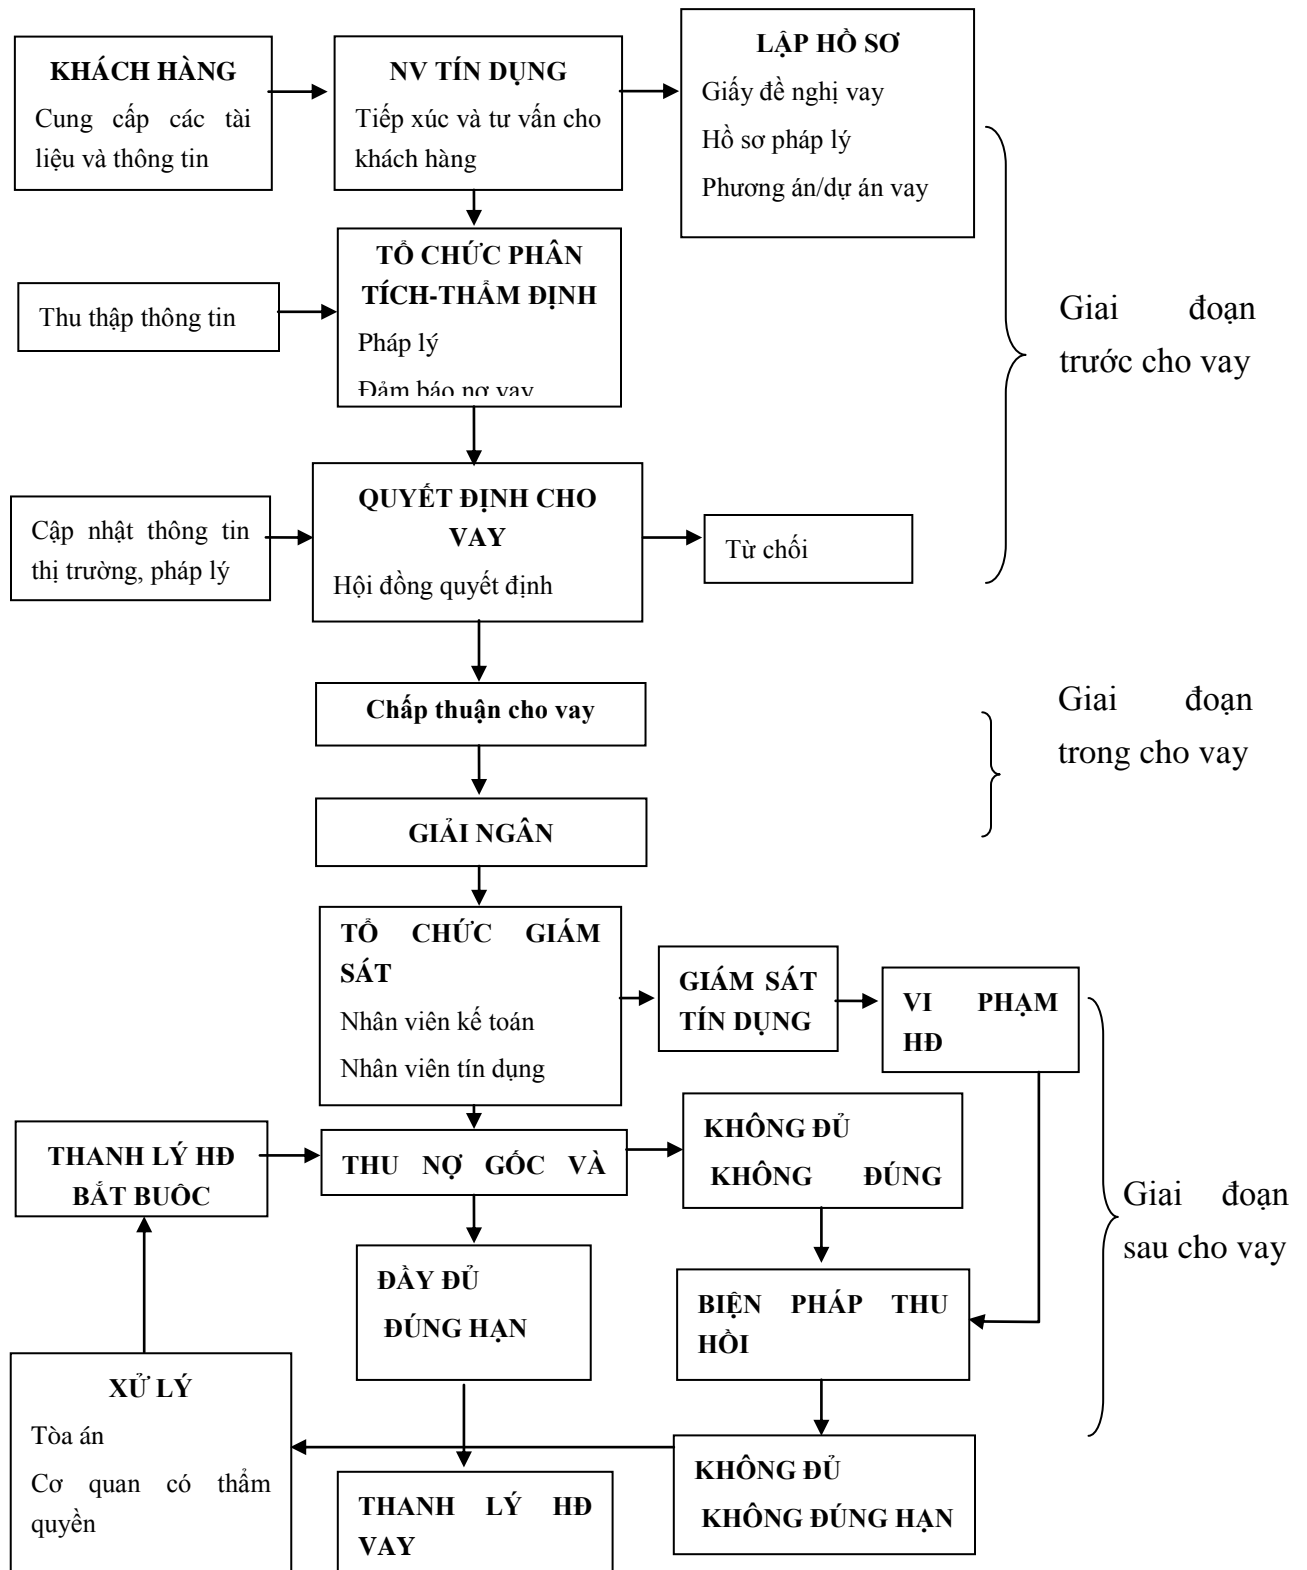 KHÁCH HÀNG
Cung cấp các tài
liệu và thông tin
NV TÍN DỤNG
Tiếp xúc và tư vấn cho
khách hàng
LẬP HỒ SƠ
Giấy đề nghị vay
Hồ sơ pháp lý
Phương án/dự án vay
TỔ CHỨC PHÂN
TÍCH-THẨM ĐỊNH
Pháp lý
Đảm báo nợ vay
Thu thập thông tin
Giai đoạn
trước cho vay
QUYẾT ĐỊNH CHO
VAY
Hội đồng quyết định
Cập nhật thông tin
thị trường, pháp lý
Từ chối
Chấp thuận cho vay
Giai đoạn
trong cho vay
GIẢI NGÂN
TỔ CHỨC GIÁM
SÁT
Nhân viên kế toán
Nhân viên tín dụng
GIÁM SÁT
TÍN DỤNG
VI PHẠM
HĐ
THANH LÝ HĐ
BẮT BUÔC
THU NỢ GỐC VÀ
KHÔNG ĐỦ
KHÔNG ĐÚNG
Giai đoạn
sau cho vay
ĐẦY ĐỦ
ĐÚNG HẠN
BIỆN PHÁP THU
HỒI
XỬ LÝ
Tòa án
Cơ quan có thẩm
quyền
THANH LÝ HĐ
VAY
KHÔNG ĐỦ
KHÔNG ĐÚNG HẠN